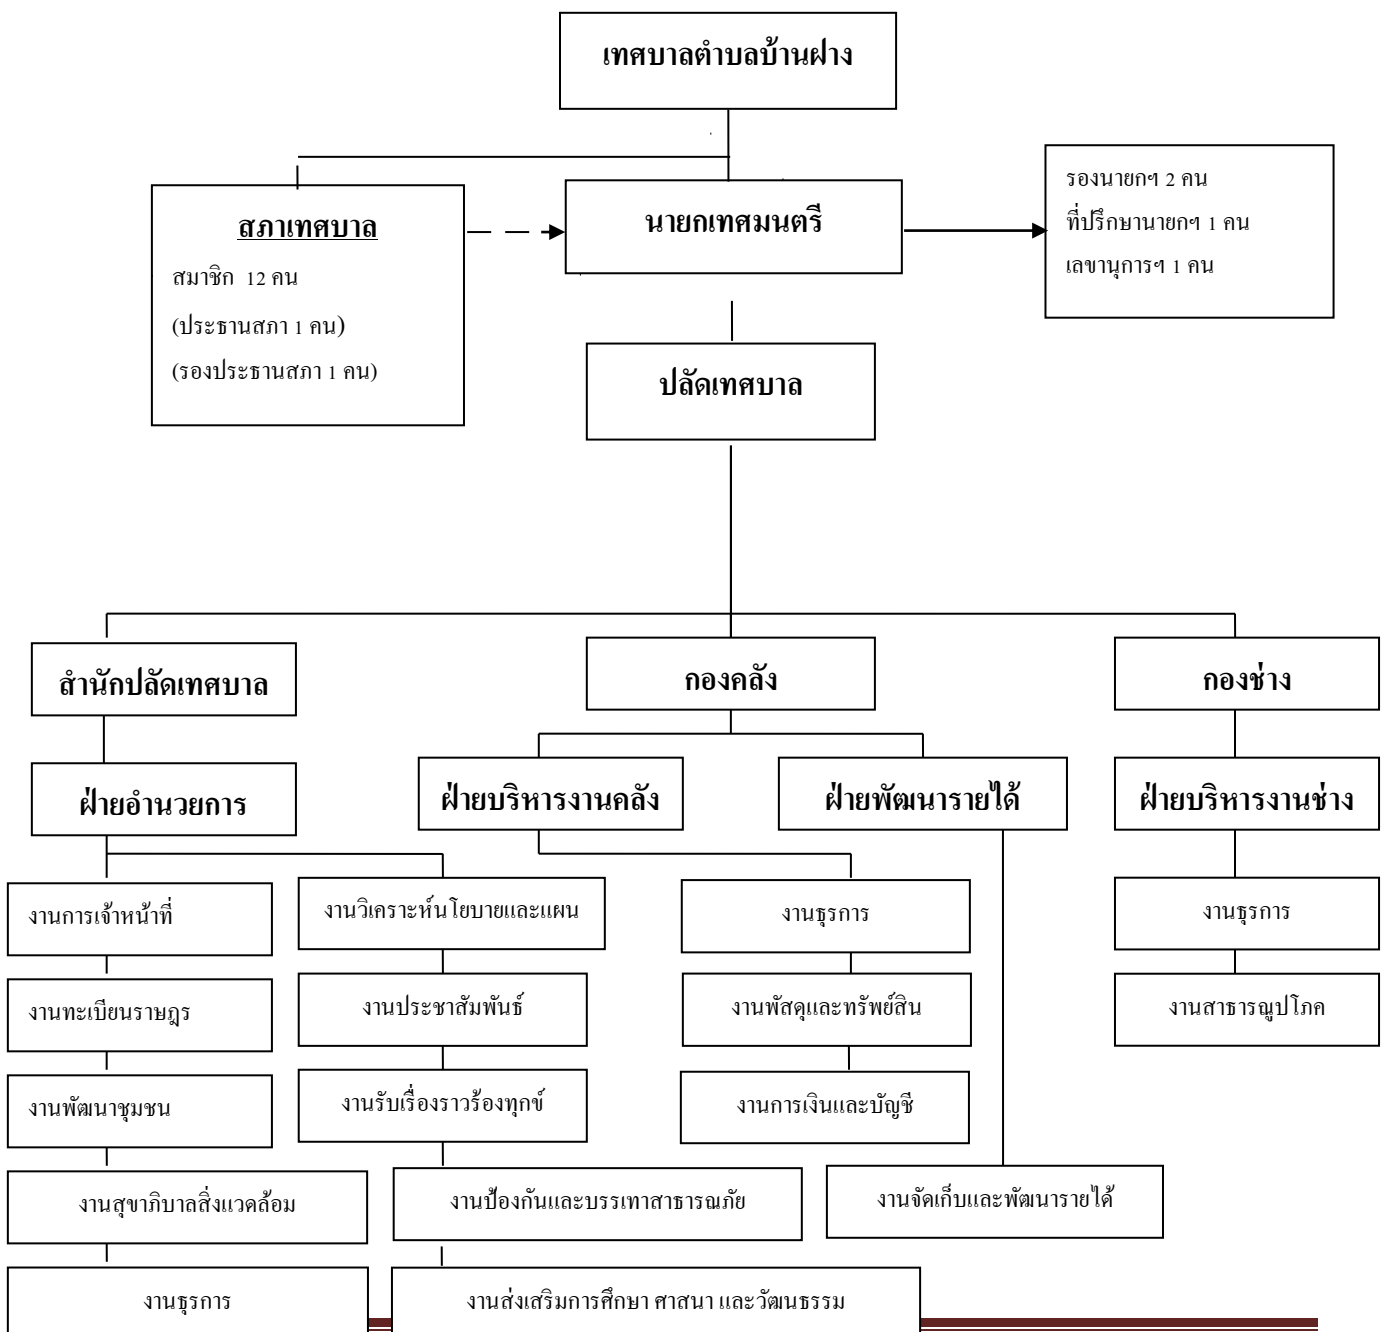 เทศบาลตำบลบ้านฝาง
สภาเทศบาล
สมาชิก 12 คน
(ประธานสภา 1 คน)
(รองประธานสภา 1 คน)
นายกเทศมนตรี
รองนายกฯ 2 คน
ที่ปรึกษานายกฯ 1 คน
เลขานุการฯ 1 คน
ปลัดเทศบาล
สำนักปลัดเทศบาล
กองคลัง
กองช่าง
ฝ่ายอำนวยการ
ฝ่ายบริหารงานคลัง
ฝ่ายพัฒนารายได้
ฝ่ายบริหารงานช่าง
งานการเจ้าหน้าที่
งานวิเคราะห์นโยบายและแผน
งานธุรการ
งานธุรการ
งานทะเบียนราษฎร
งานประชาสัมพันธ์
งานพัสดุและทรัพย์สิน
งานสาธารณูปโภค
งานพัฒนาชุมชน
งานรับเรื่องราวร้องทุกข์
งานการเงินและบัญชี
งานสุขาภิบาลสิ่งแวดล้อม
งานป้องกันและบรรเทาสาธารณภัย
งานจัดเก็บและพัฒนารายได้
งานธุรการ
งานส่งเสริมการศึกษา ศาสนา และวัฒนธรรม